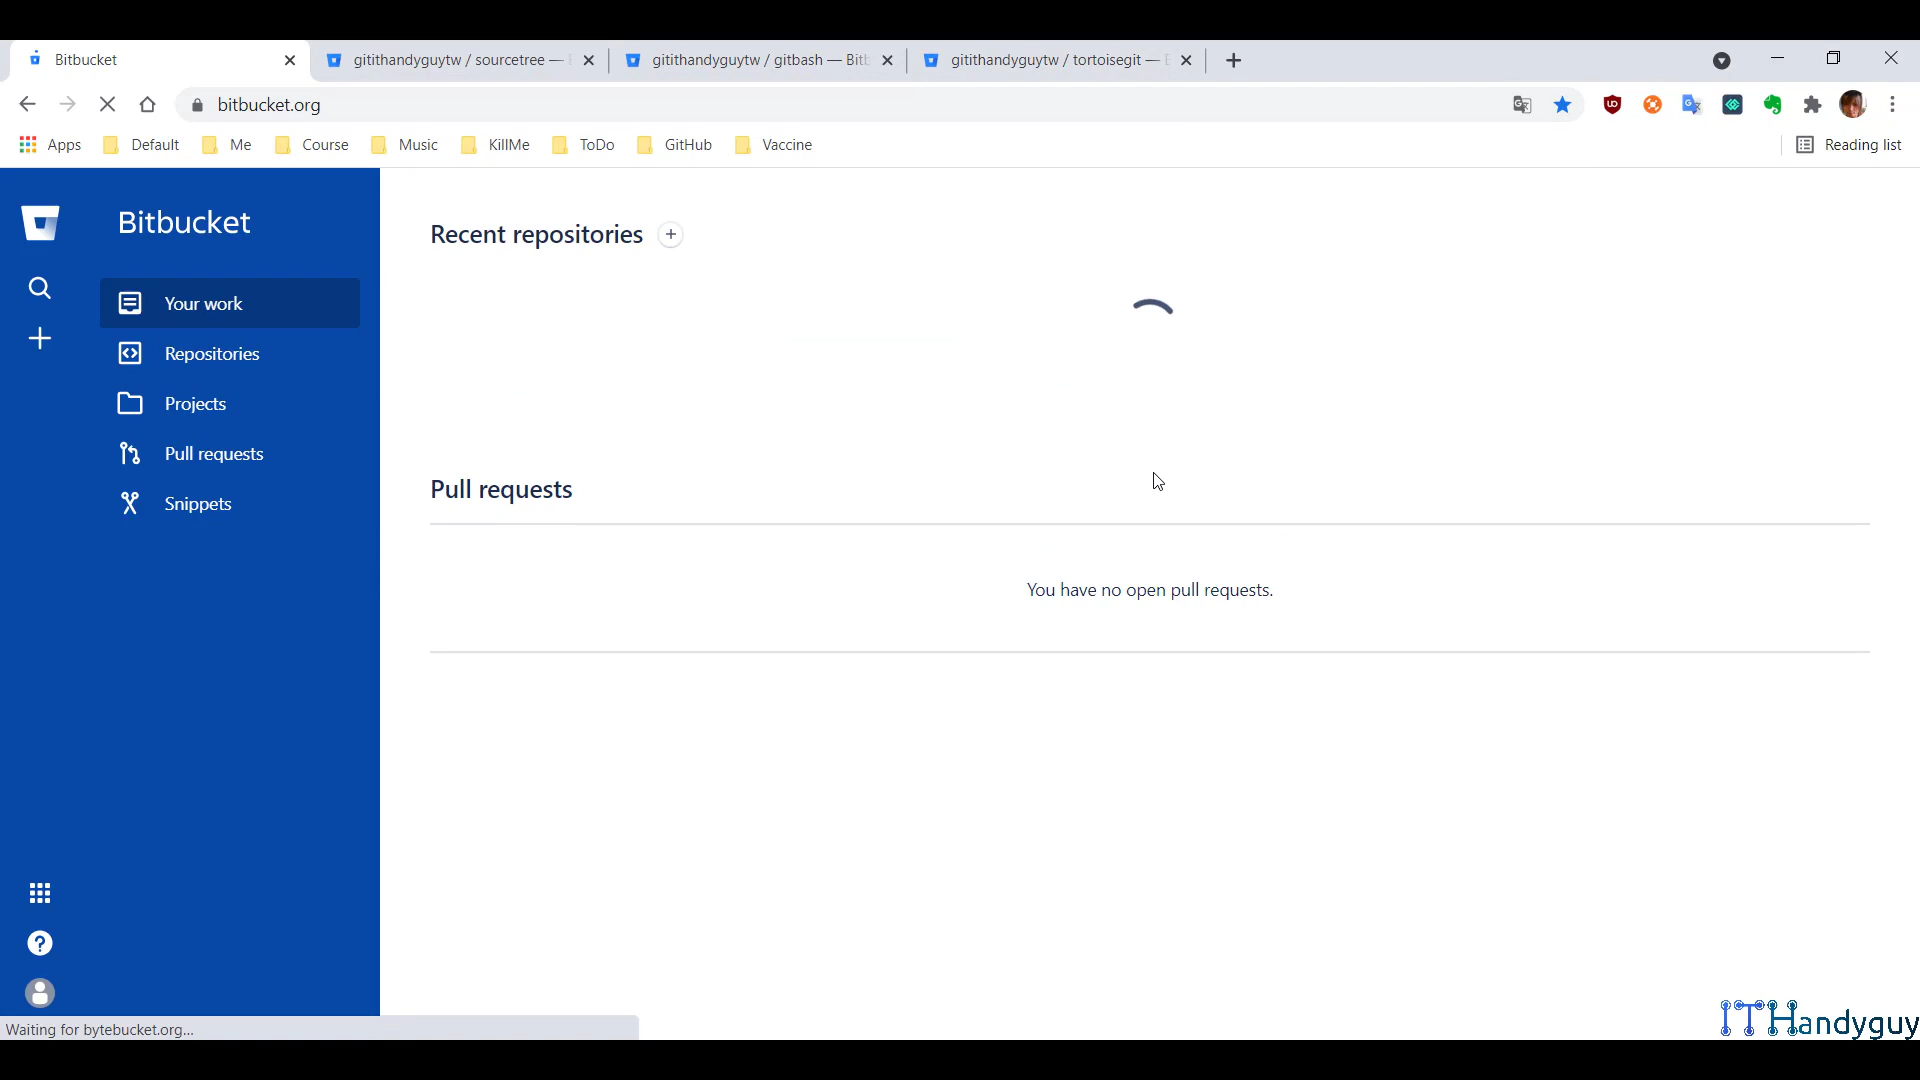 Bitbucket
gitithandyguytw / sourcetree —
gitithandyguytw / gitbash — Bitb
gitithandyguytw / tortoisegit —
bitbucket.org
Apps
Default
Me
Course
Music
KillMe
ToDo
GitHub
Vaccine
Reading list
Bitbucket
Your work
Repositories
Projects
Pull requests
Snippets
Recent repositories
Pull requests
You have no open pull requests.
Waiting for bytebucket.org...
ITHandyguy